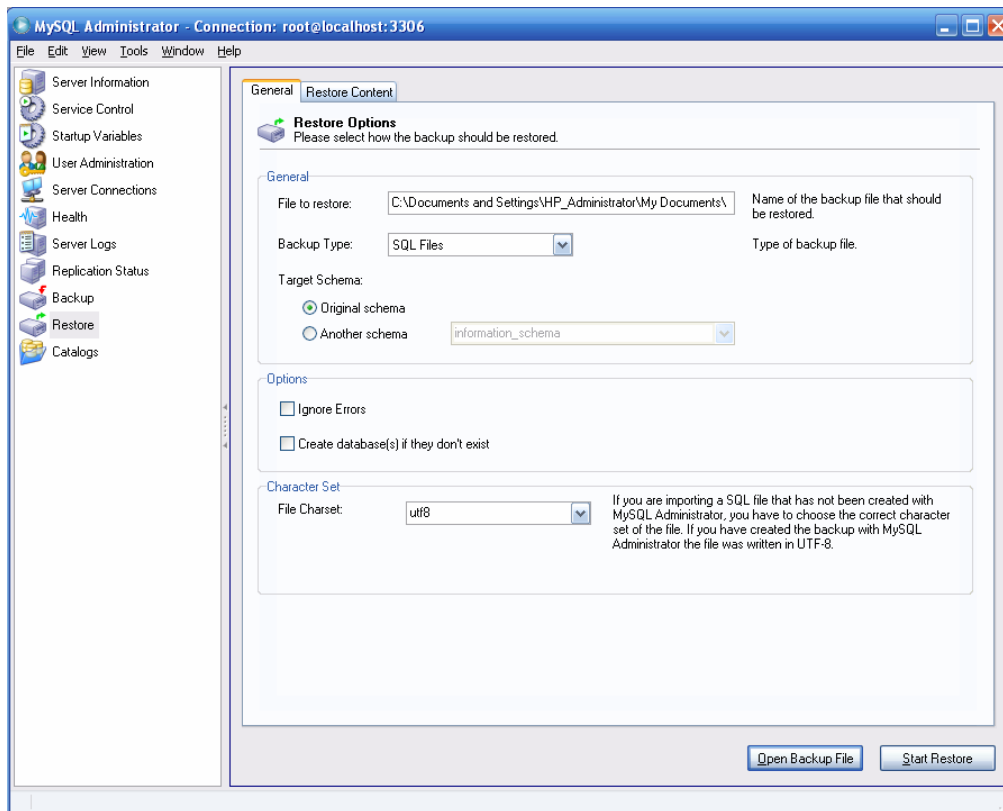 MySQL Administrator - Connection: root@localhost:3306
File Edit View Tools Window Help
Server Information
Service Control
Startup Variables
User Administration
Server Connections
Health
Server Logs
Replication Status
Backup
Restore
Catalogs
General Restore Content
Restore Options
Please select how the backup should be restored.
General
File to restore: C:\Documents and Settings\HP_Administrator\My Documents\ Name of the backup file that should
be restored.
Backup Type: SQL Files Type of backup file.
Target Schema:
Original schema
Another schema information_schema
Options
Ignore Errors
Create database(s) if they don't exist
Character Set
File Charset: utf8 If you are importing a SQL file that has not been created with
MySQL Administrator, you have to choose the correct character
set of the file. If you have created the backup with MySQL
Administrator the file was written in UTF-8.
Open Backup File Start Restore